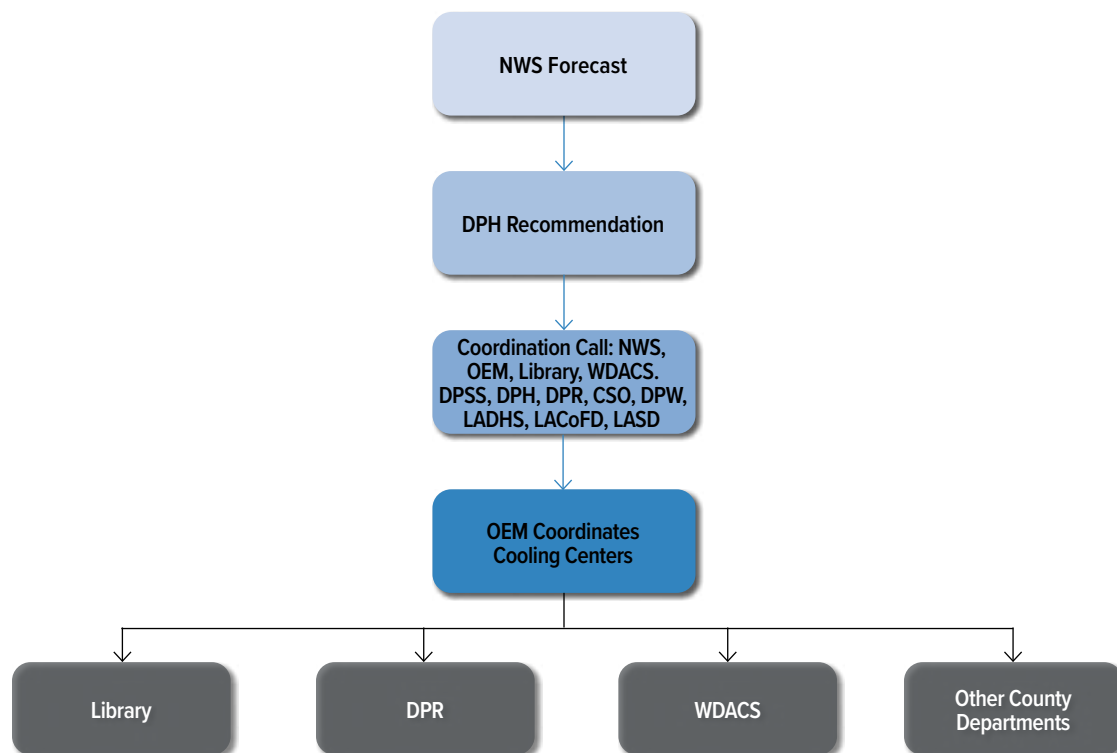 NWS Forecast
DPH Recommendation
Coordination Call: NWS,
OEM, Library, WDACS.
DPSS, DPH, DPR, CSO, DPW,
LADHS, LACoFD, LASD
OEM Coordinates
Cooling Centers
Library
DPR
WDACS
Other County
Departments